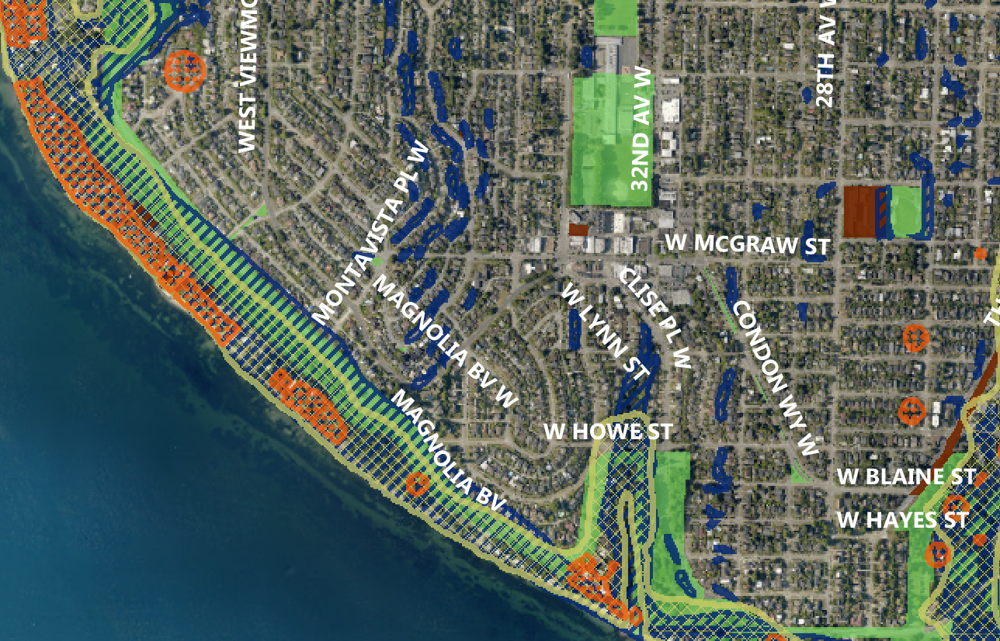 WEST VIEWM
28TH AV W
32ND AV W
MONTAVISTA PL W
W MCGRAW ST
MAGNOLIA BV W
W LYNN ST
CLISE PL W
CONDON WY W
MAGNOLIA BV
W HOWE ST
W BLAINE ST
W HAYES ST